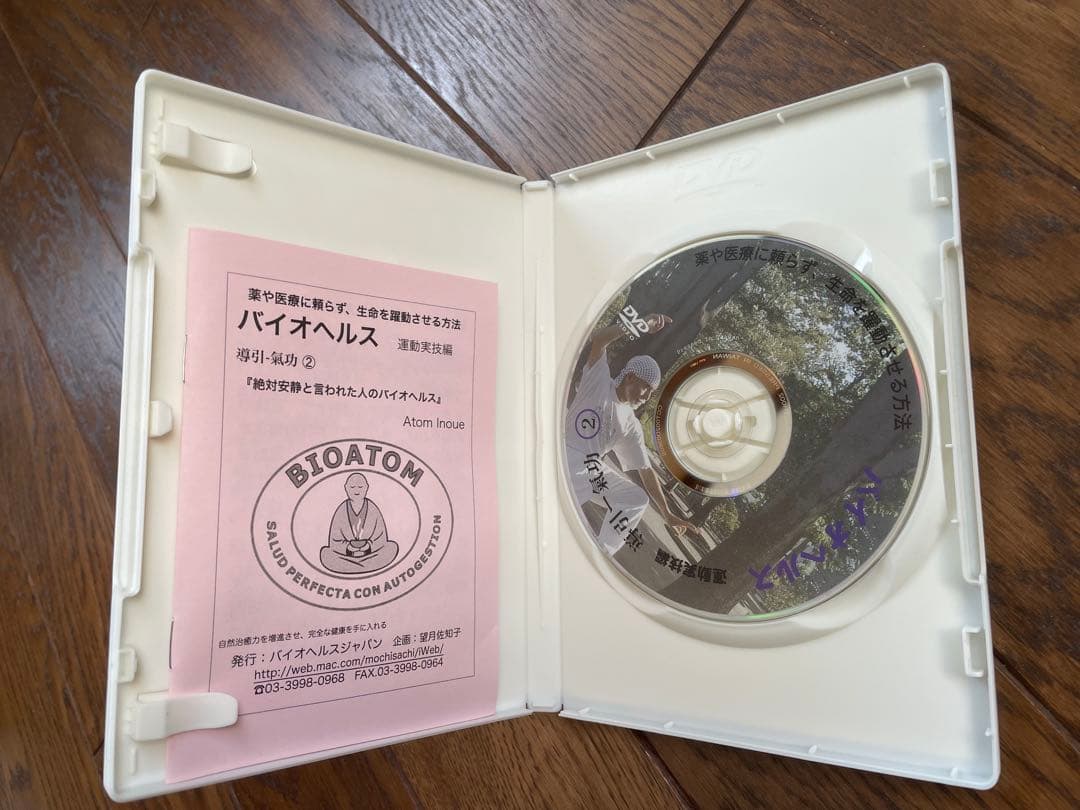 薬や医療に頼らず、生命を躍動させる方法
バイオヘルス 運動実技編
導引-氣功 ②
『絶対安静と言われた人のバイオヘルス』
Atom Inoue
BIOATOM
SALUD PERFECTA CON AUTOGESTION
自然治癒力を増進させ、完全な健康を手に入れる
発行：バイオヘルスジャパン 企画：望月佐知子
http://web.mac.com/mochisachi/iWeb/
☎03-3998-0968 FAX.03-3998-0964
薬や医療に頼らず、生命を躍動させる方法
バイオヘルス
運動実技編 導引－氣功 ②
DVD
VIDEO
DVD